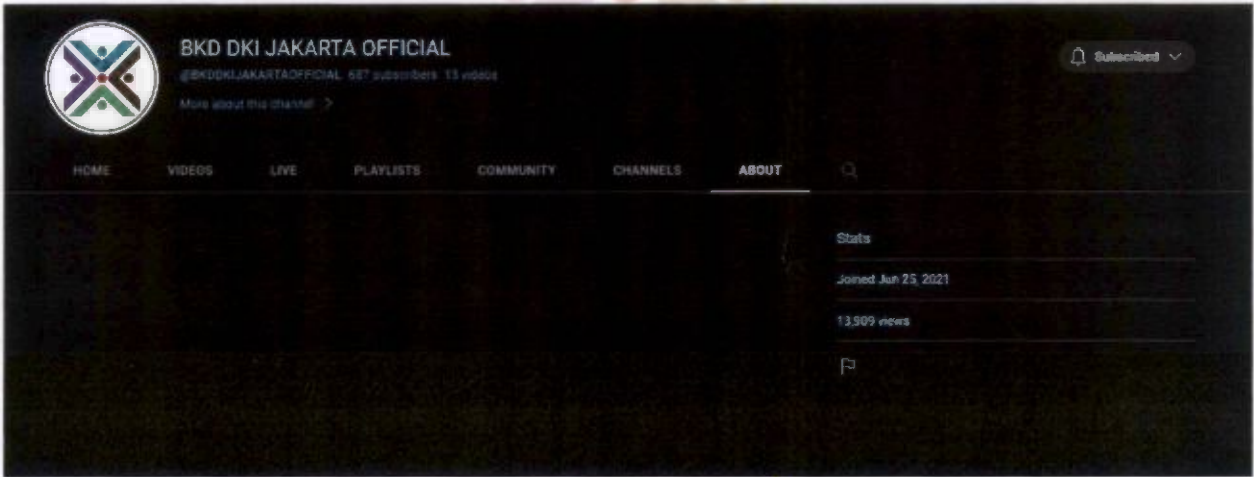 BKD DKI JAKARTA OFFICIAL
@BKDDKIJAKARTAOFFICIAL 687 subscribers 13 videos
More about this channel >
Subscribed
HOME VIDEOS LIVE PLAYLISTS COMMUNITY CHANNELS ABOUT
Stats
Joined Jun 25, 2021
13,909 views